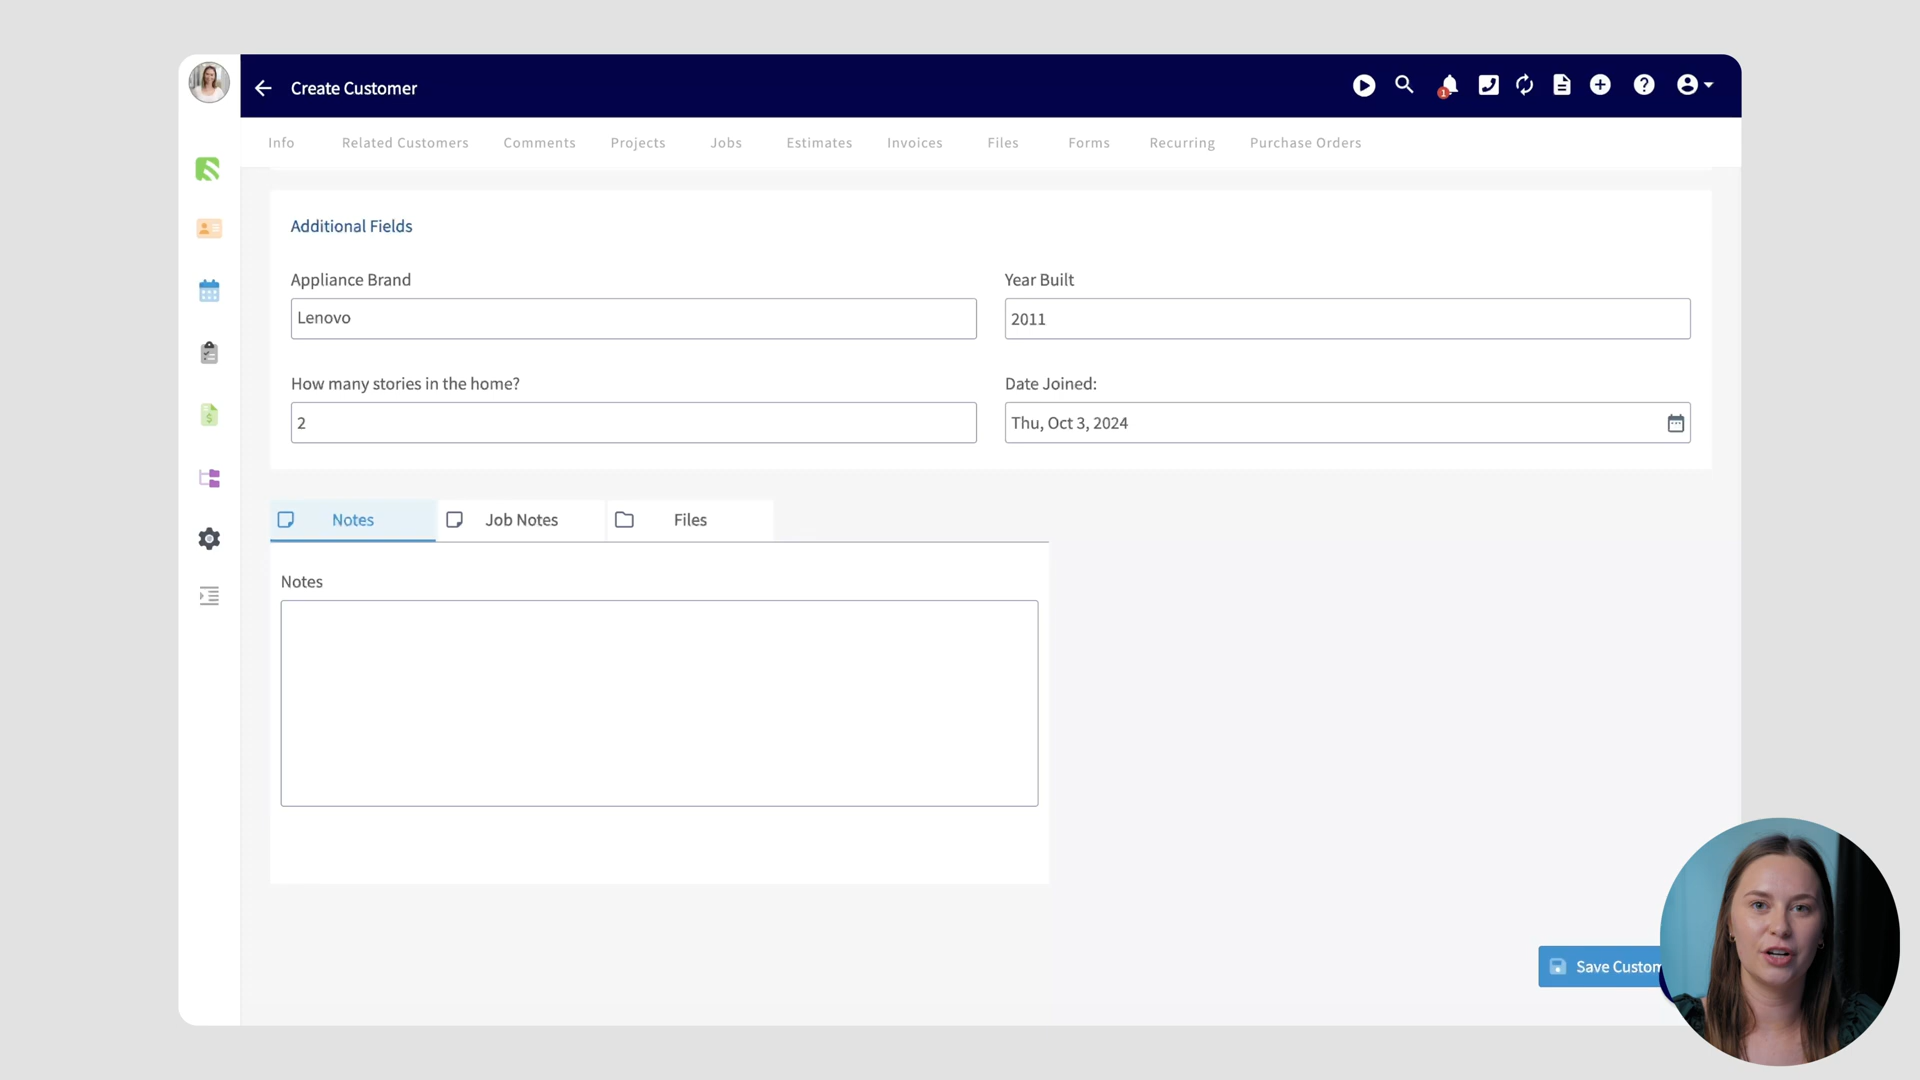 Create Customer
1
Info Related Customers Comments Projects Jobs Estimates Invoices Files Forms Recurring Purchase Orders
Additional Fields
Appliance Brand Year Built
Lenovo 2011
How many stories in the home? Date Joined:
2 Thu, Oct 3, 2024
Notes Job Notes Files
Notes
Save Custom